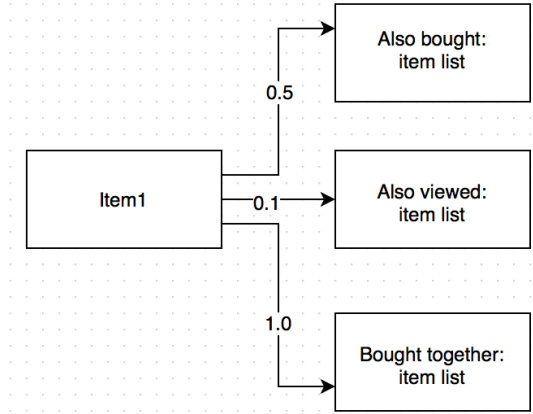 Also bought:
item list
0.5
Item1
0.1
Also viewed:
item list
1.0
Bought together:
item list